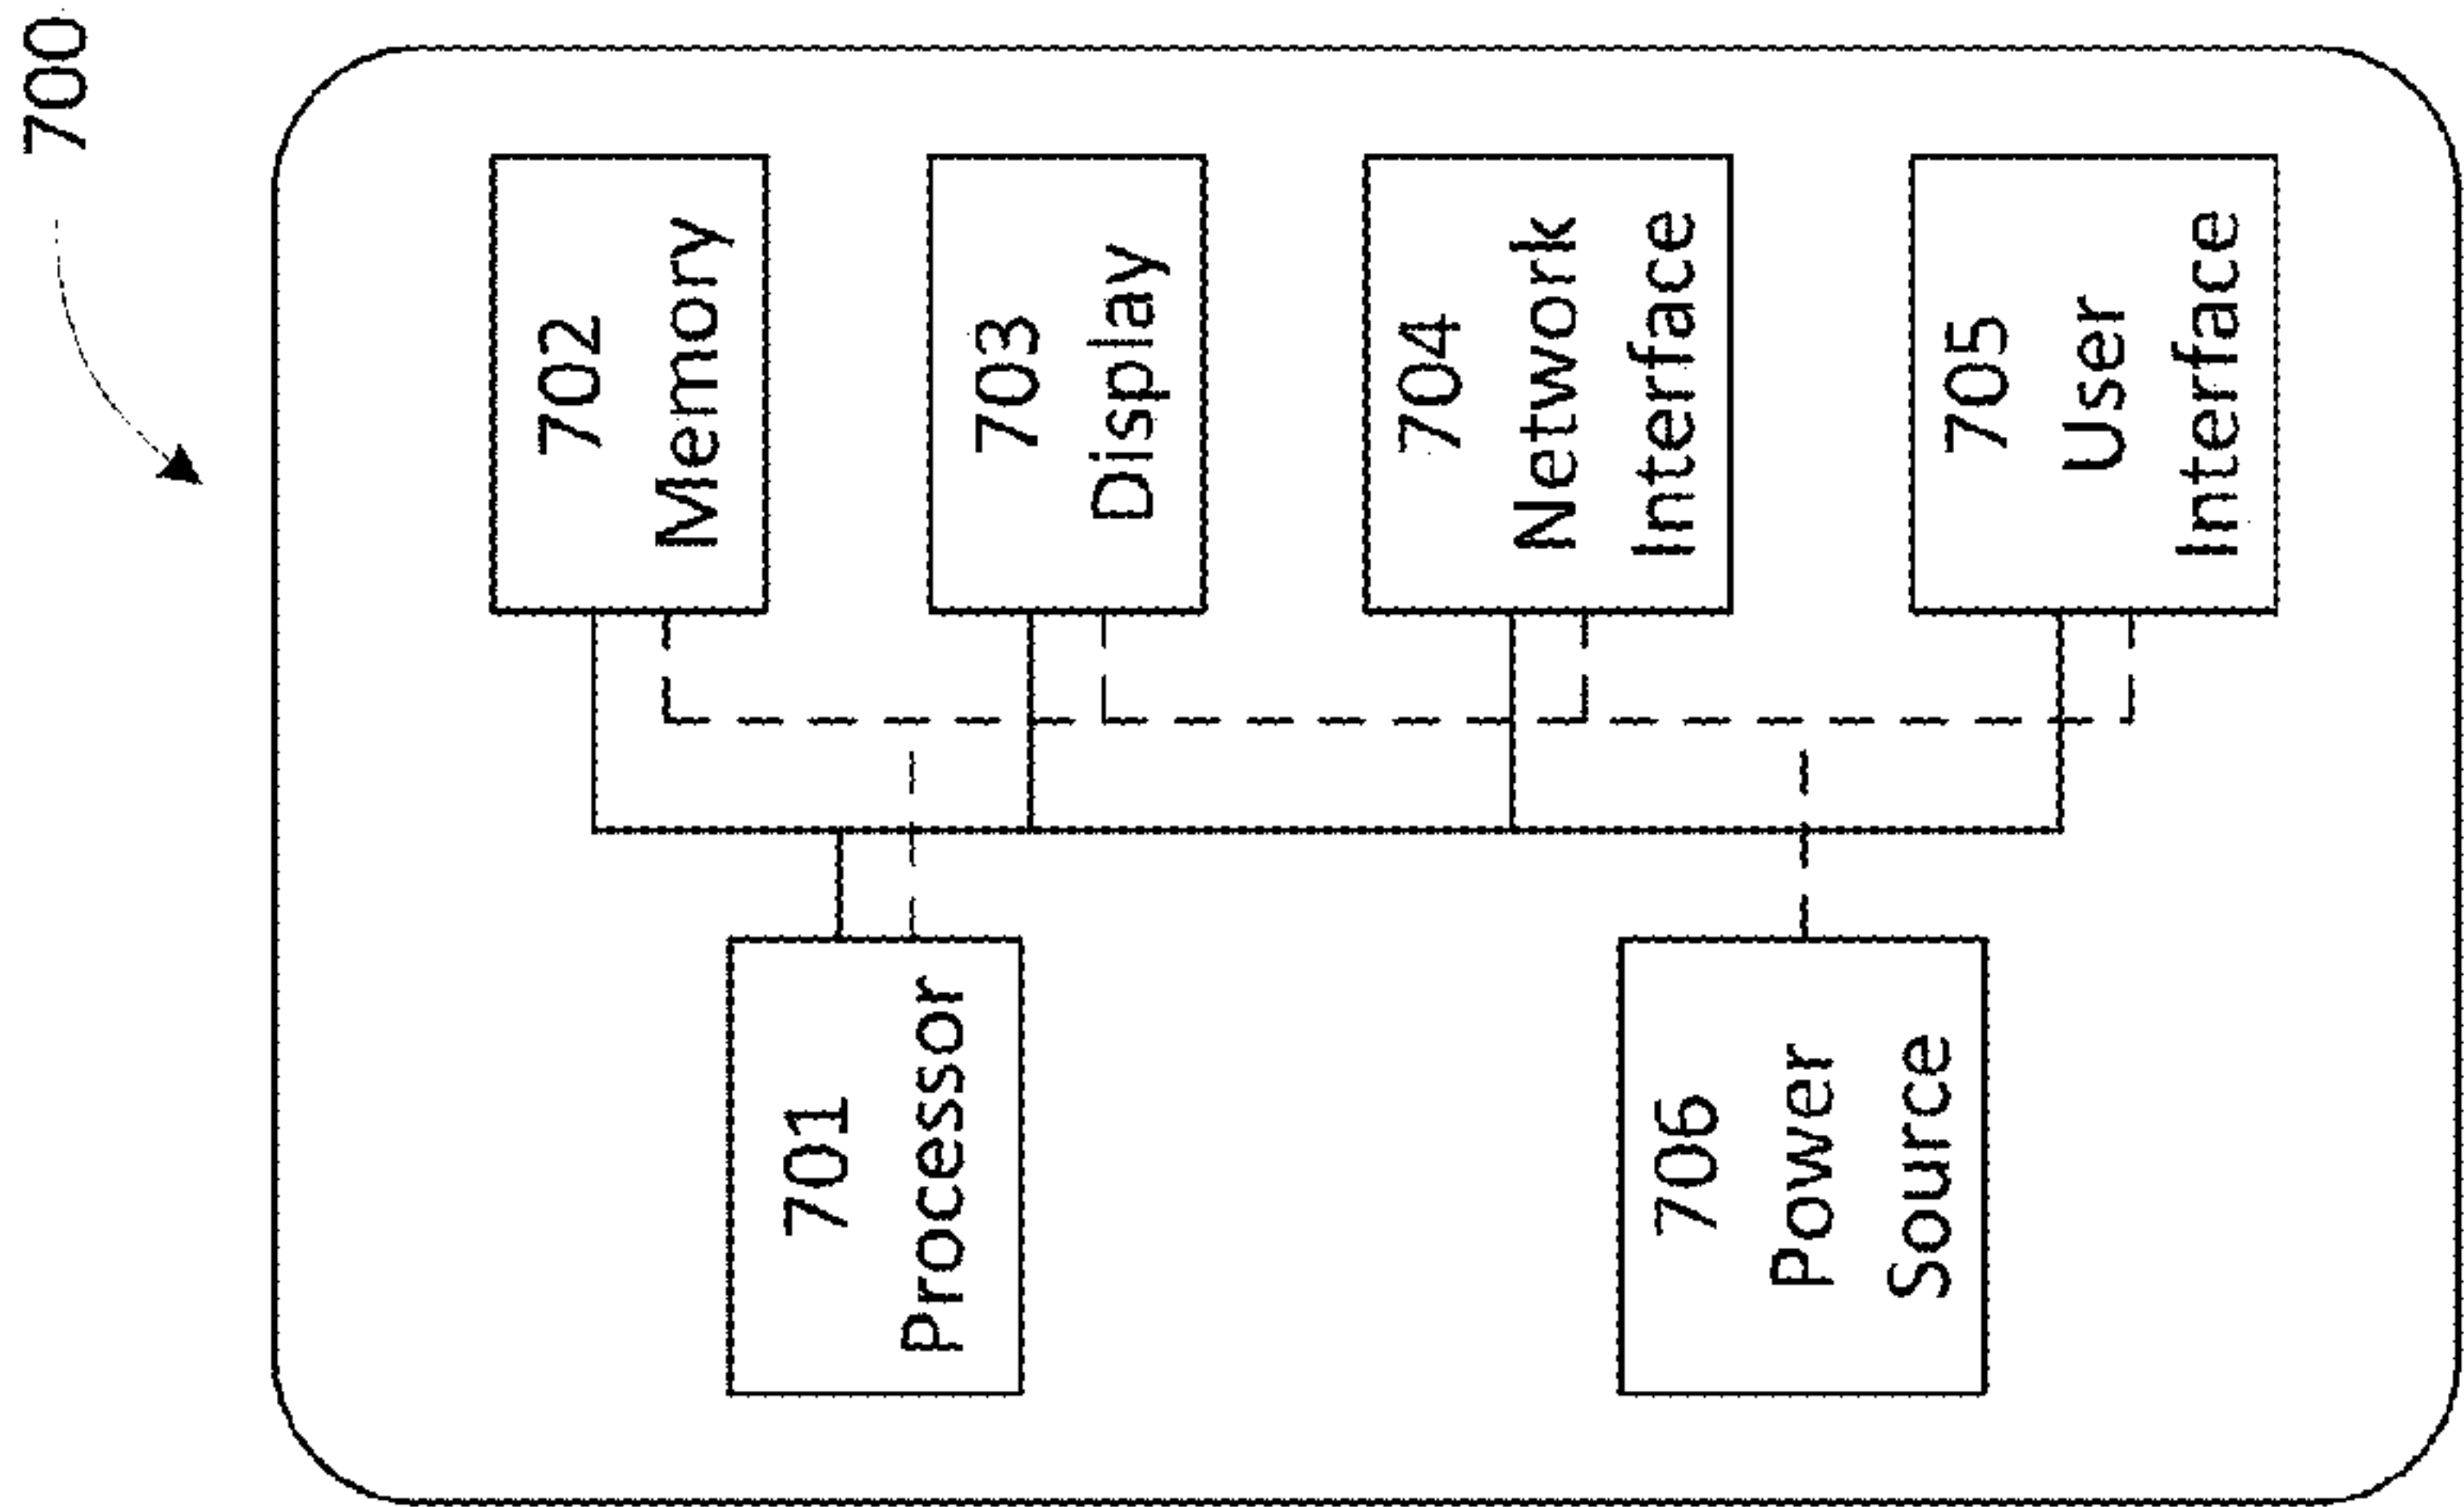 700
701
Processor
702
Memory
703
Display
704
Network
Interface
705
User
Interface
706
Power
Source